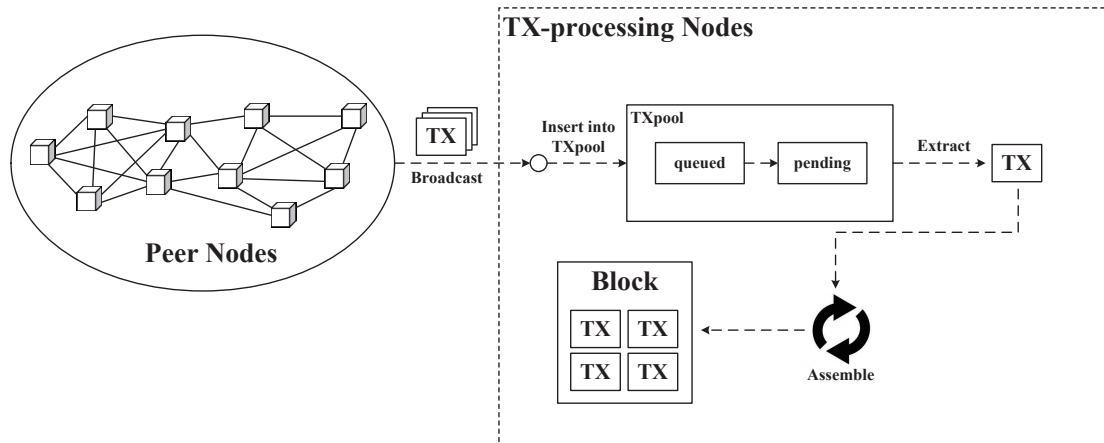 TX-processing Nodes
TX
Broadcast
Peer Nodes
Insert into
TXpool
TXpool
queued
pending
Extract
TX
Block
TX TX
TX TX
Assemble